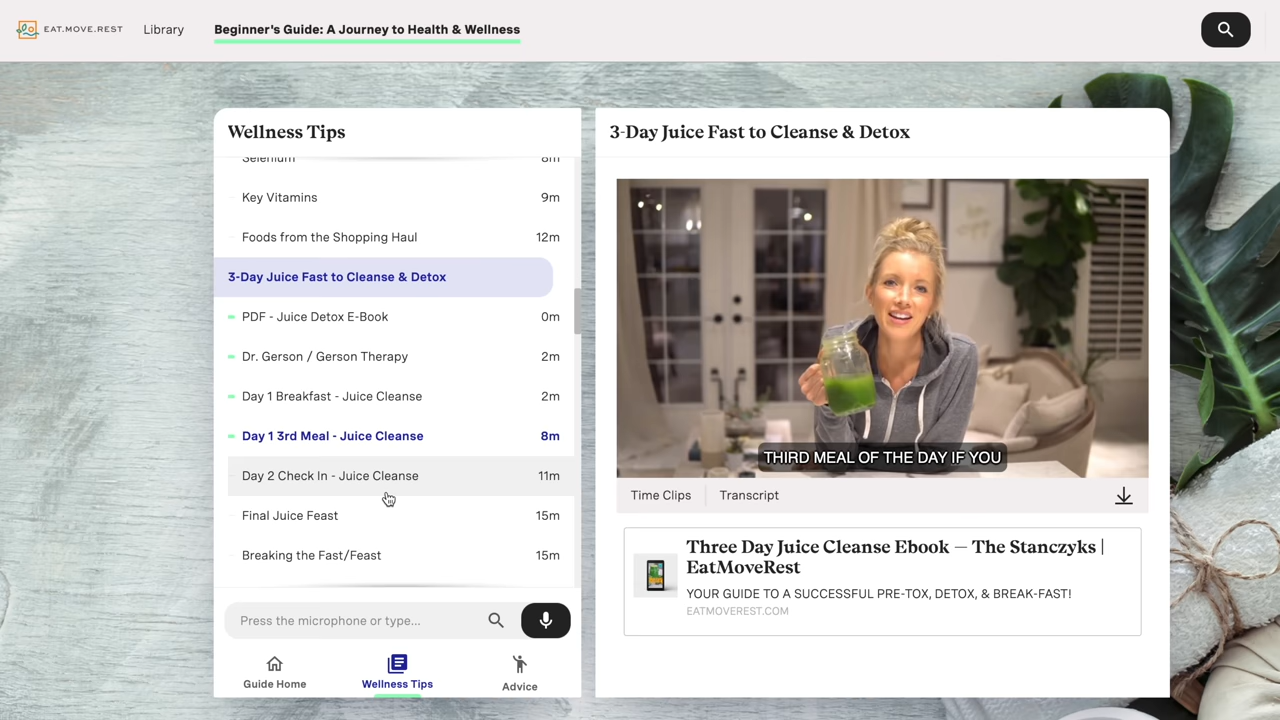 EAT.MOVE.REST
Library
Beginner's Guide: A Journey to Health & Wellness
Wellness Tips
Selenium 8m
Key Vitamins 9m
Foods from the Shopping Haul 12m
3-Day Juice Fast to Cleanse & Detox
PDF - Juice Detox E-Book 0m
Dr. Gerson / Gerson Therapy 2m
Day 1 Breakfast - Juice Cleanse 2m
Day 1 3rd Meal - Juice Cleanse 8m
Day 2 Check In - Juice Cleanse 11m
Final Juice Feast 15m
Breaking the Fast/Feast 15m
Press the microphone or type...
Guide Home
Wellness Tips
Advice
3-Day Juice Fast to Cleanse & Detox
THIRD MEAL OF THE DAY IF YOU
Time Clips
Transcript
Three Day Juice Cleanse Ebook — The Stanczyks |
EatMoveRest
YOUR GUIDE TO A SUCCESSFUL PRE-TOX, DETOX, & BREAK-FAST!
EATMOVEREST.COM